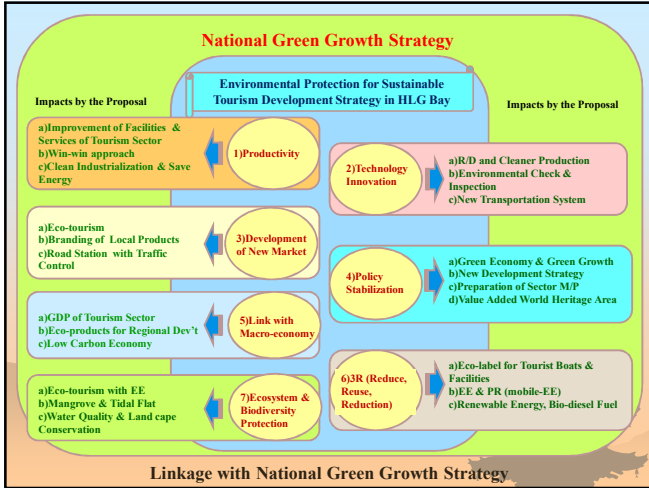 National Green Growth Strategy
Environmental Protection for Sustainable
Tourism Development Strategy in HLG Bay
Impacts by the Proposal
Impacts by the Proposal
a)Improvement of Facilities &
Services of Tourism Sector
b)Win-win approach
c)Clean Industrialization & Save
Energy
1)Productivity
2)Technology
Innovation
a)R/D and Cleaner Production
b)Environmental Check &
Inspection
c)New Transportation System
a)Eco-tourism
b)Branding of Local Products
c)Road Station with Traffic
Control
3)Development
of New Market
4)Policy
Stabilization
a)Green Economy & Green Growth
b)New Development Strategy
c)Preparation of Sector M/P
d)Value Added World Heritage Area
a)GDP of Tourism Sector
b)Eco-products for Regional Dev't
c)Low Carbon Economy
5)Link with
Macro-economy
6)3R (Reduce,
Reuse,
Reduction)
a)Eco-label for Tourist Boats &
Facilities
b)EE & PR (mobile-EE)
c)Renewable Energy, Bio-diesel Fuel
a)Eco-tourism with EE
b)Mangrove & Tidal Flat
c)Water Quality & Land cape
Conservation
7)Ecosystem &
Biodiversity
Protection
Linkage with National Green Growth Strategy